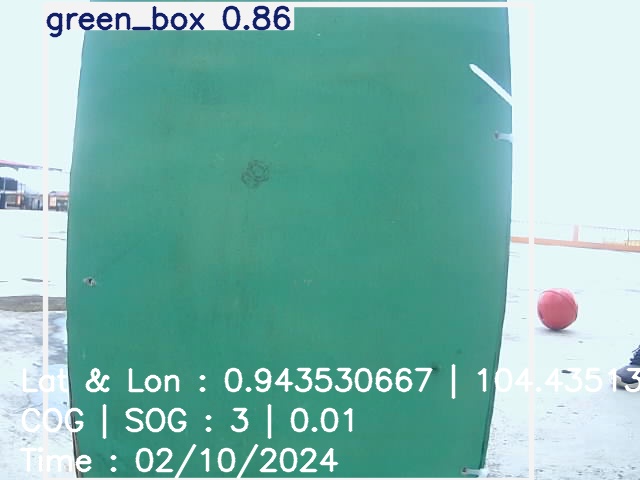 green_box 0.86
Lat & Lon : 0.943530667 | 104.43513
COG | SOG : 3 | 0.01
Time : 02/10/2024